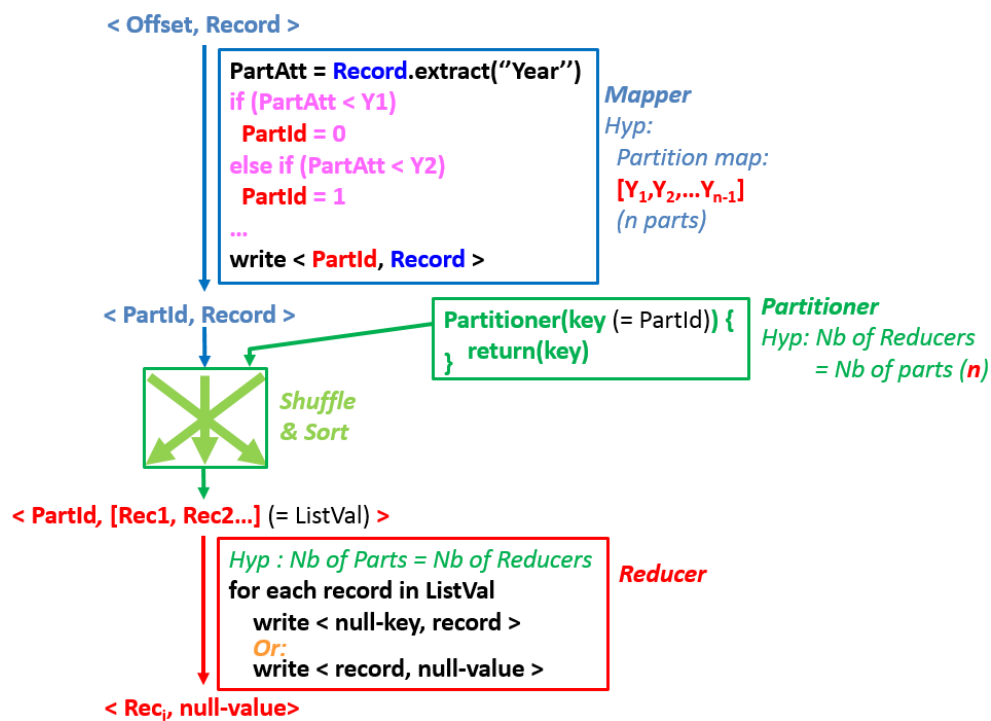 < Offset, Record >
PartAtt = Record.extract(‘’Year’’)
if (PartAtt < Y1)
PartId = 0
else if (PartAtt < Y2)
PartId = 1
...
write < PartId, Record >
Mapper
Hyp:
Partition map:
[Y1,Y2,...Yn-1]
(n parts)
< PartId, Record >
Partitioner(key (= PartId)) {
return(key)
}
Partitioner
Hyp: Nb of Reducers
= Nb of parts (n)
Shuffle
& Sort
< PartId, [Rec1, Rec2...] (= ListVal) >
Hyp : Nb of Parts = Nb of Reducers
for each record in ListVal
write < null-key, record >
Or:
write < record, null-value >
Reducer
< Reci, null-value>